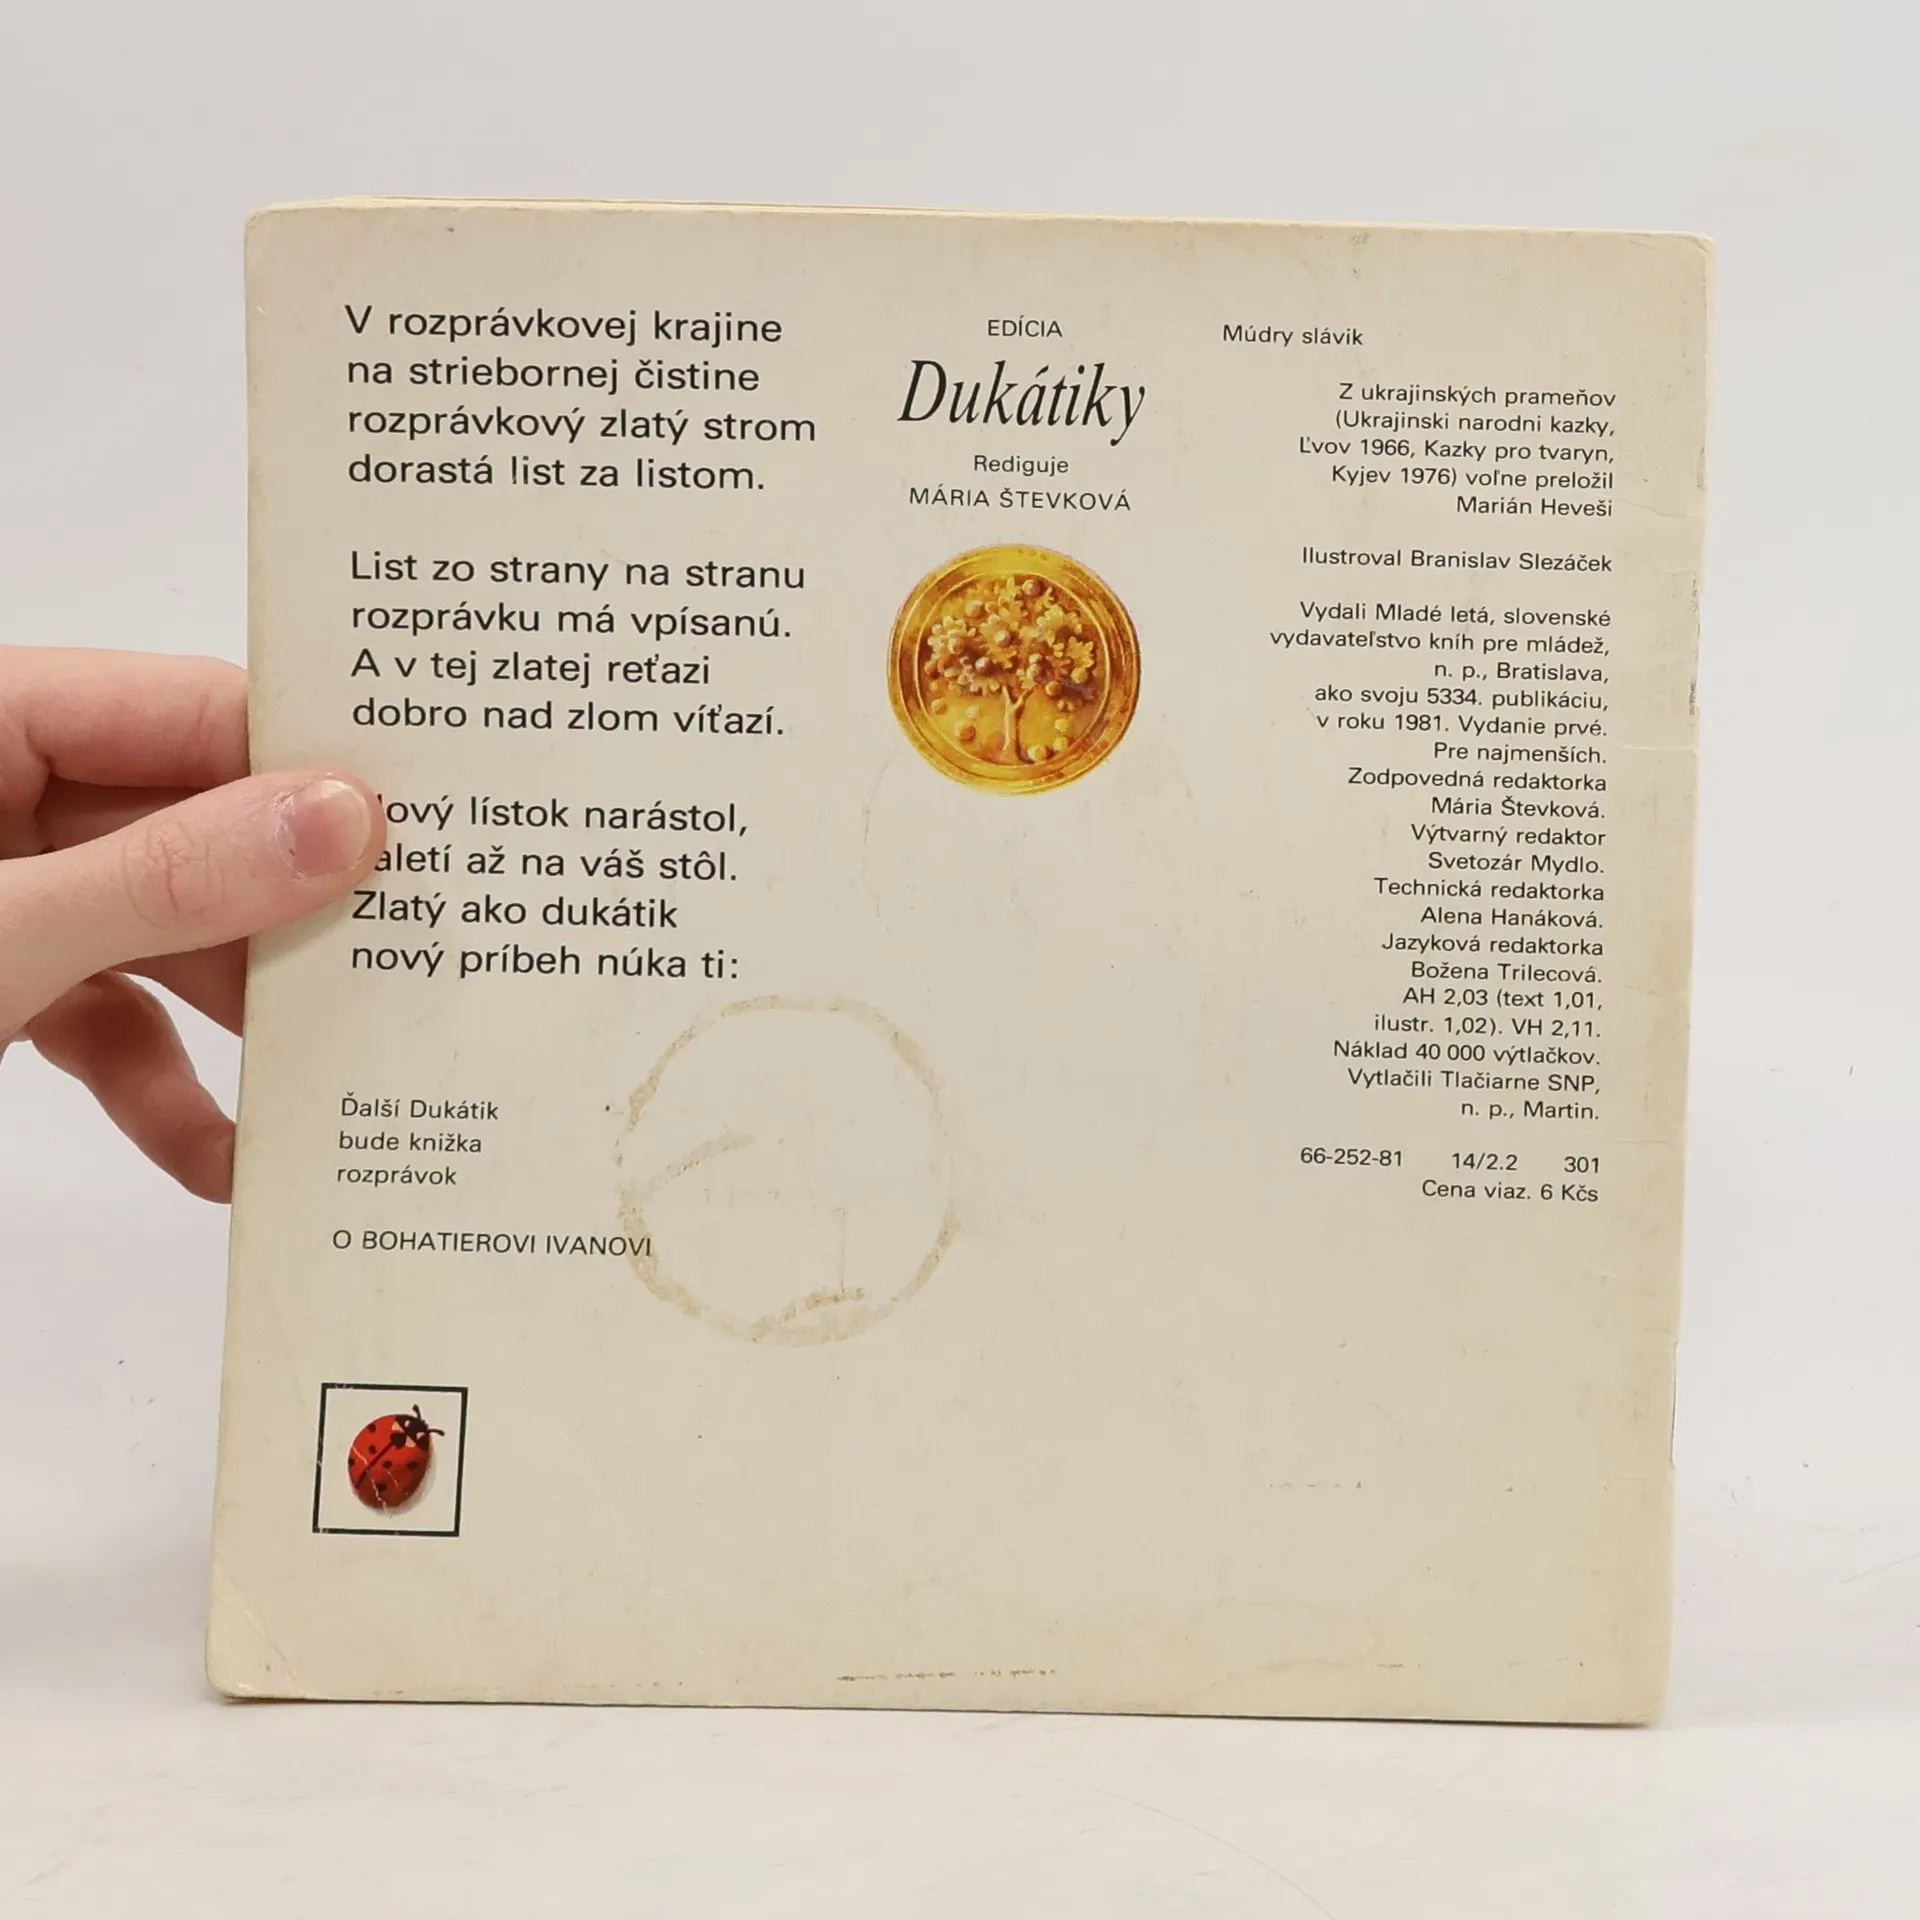 V rozprávkovej krajine
na striebornej čistine
rozprávkový zlatý strom
dorastá list za listom.
List zo strany na stranu
rozprávku má vpísanú.
A v tej zlatej reťazi
dobro nad zlom víťazí.
lístok narástol,
až na váš stôl.
Zlatý ako dukátik
nový príbeh núka ti:
Ďalší Dukátik
bude knižka
rozprávok
O BOHATIEROVI IVANOVI
EDÍCIA
Dukátiky
Rediguje
MÁRIA ŠTEVKOVÁ
Múdry slávik
Z ukrajinských prameňov
(Ukrajinski narodni kazky,
Ľvov 1966, Kazky pro tvaryn,
Kyjev 1976) voľne preložil
Marián Heveši
Ilustroval Branislav Slezáček
Vydali Mladé letá, slovenské
vydavateľstvo kníh pre mládež,
n. p., Bratislava,
ako svoju 5334. publikáciu,
v roku 1981. Vydanie prvé.
Pre najmenších.
Zodpovedná redaktorka
Mária Števková.
Výtvarný redaktor
Svetozár Mydlo.
Technická redaktorka
Alena Hanáková.
Jazyková redaktorka
Božena Trilecová.
AH 2,03 (text 1,01,
ilustr. 1,02). VH 2,11.
Náklad 40 000 výtlačkov.
Vytlačili Tlačiarne SNP,
n. p., Martin.
66-252-81 14/2.2 301
Cena viaz. 6 Kčs